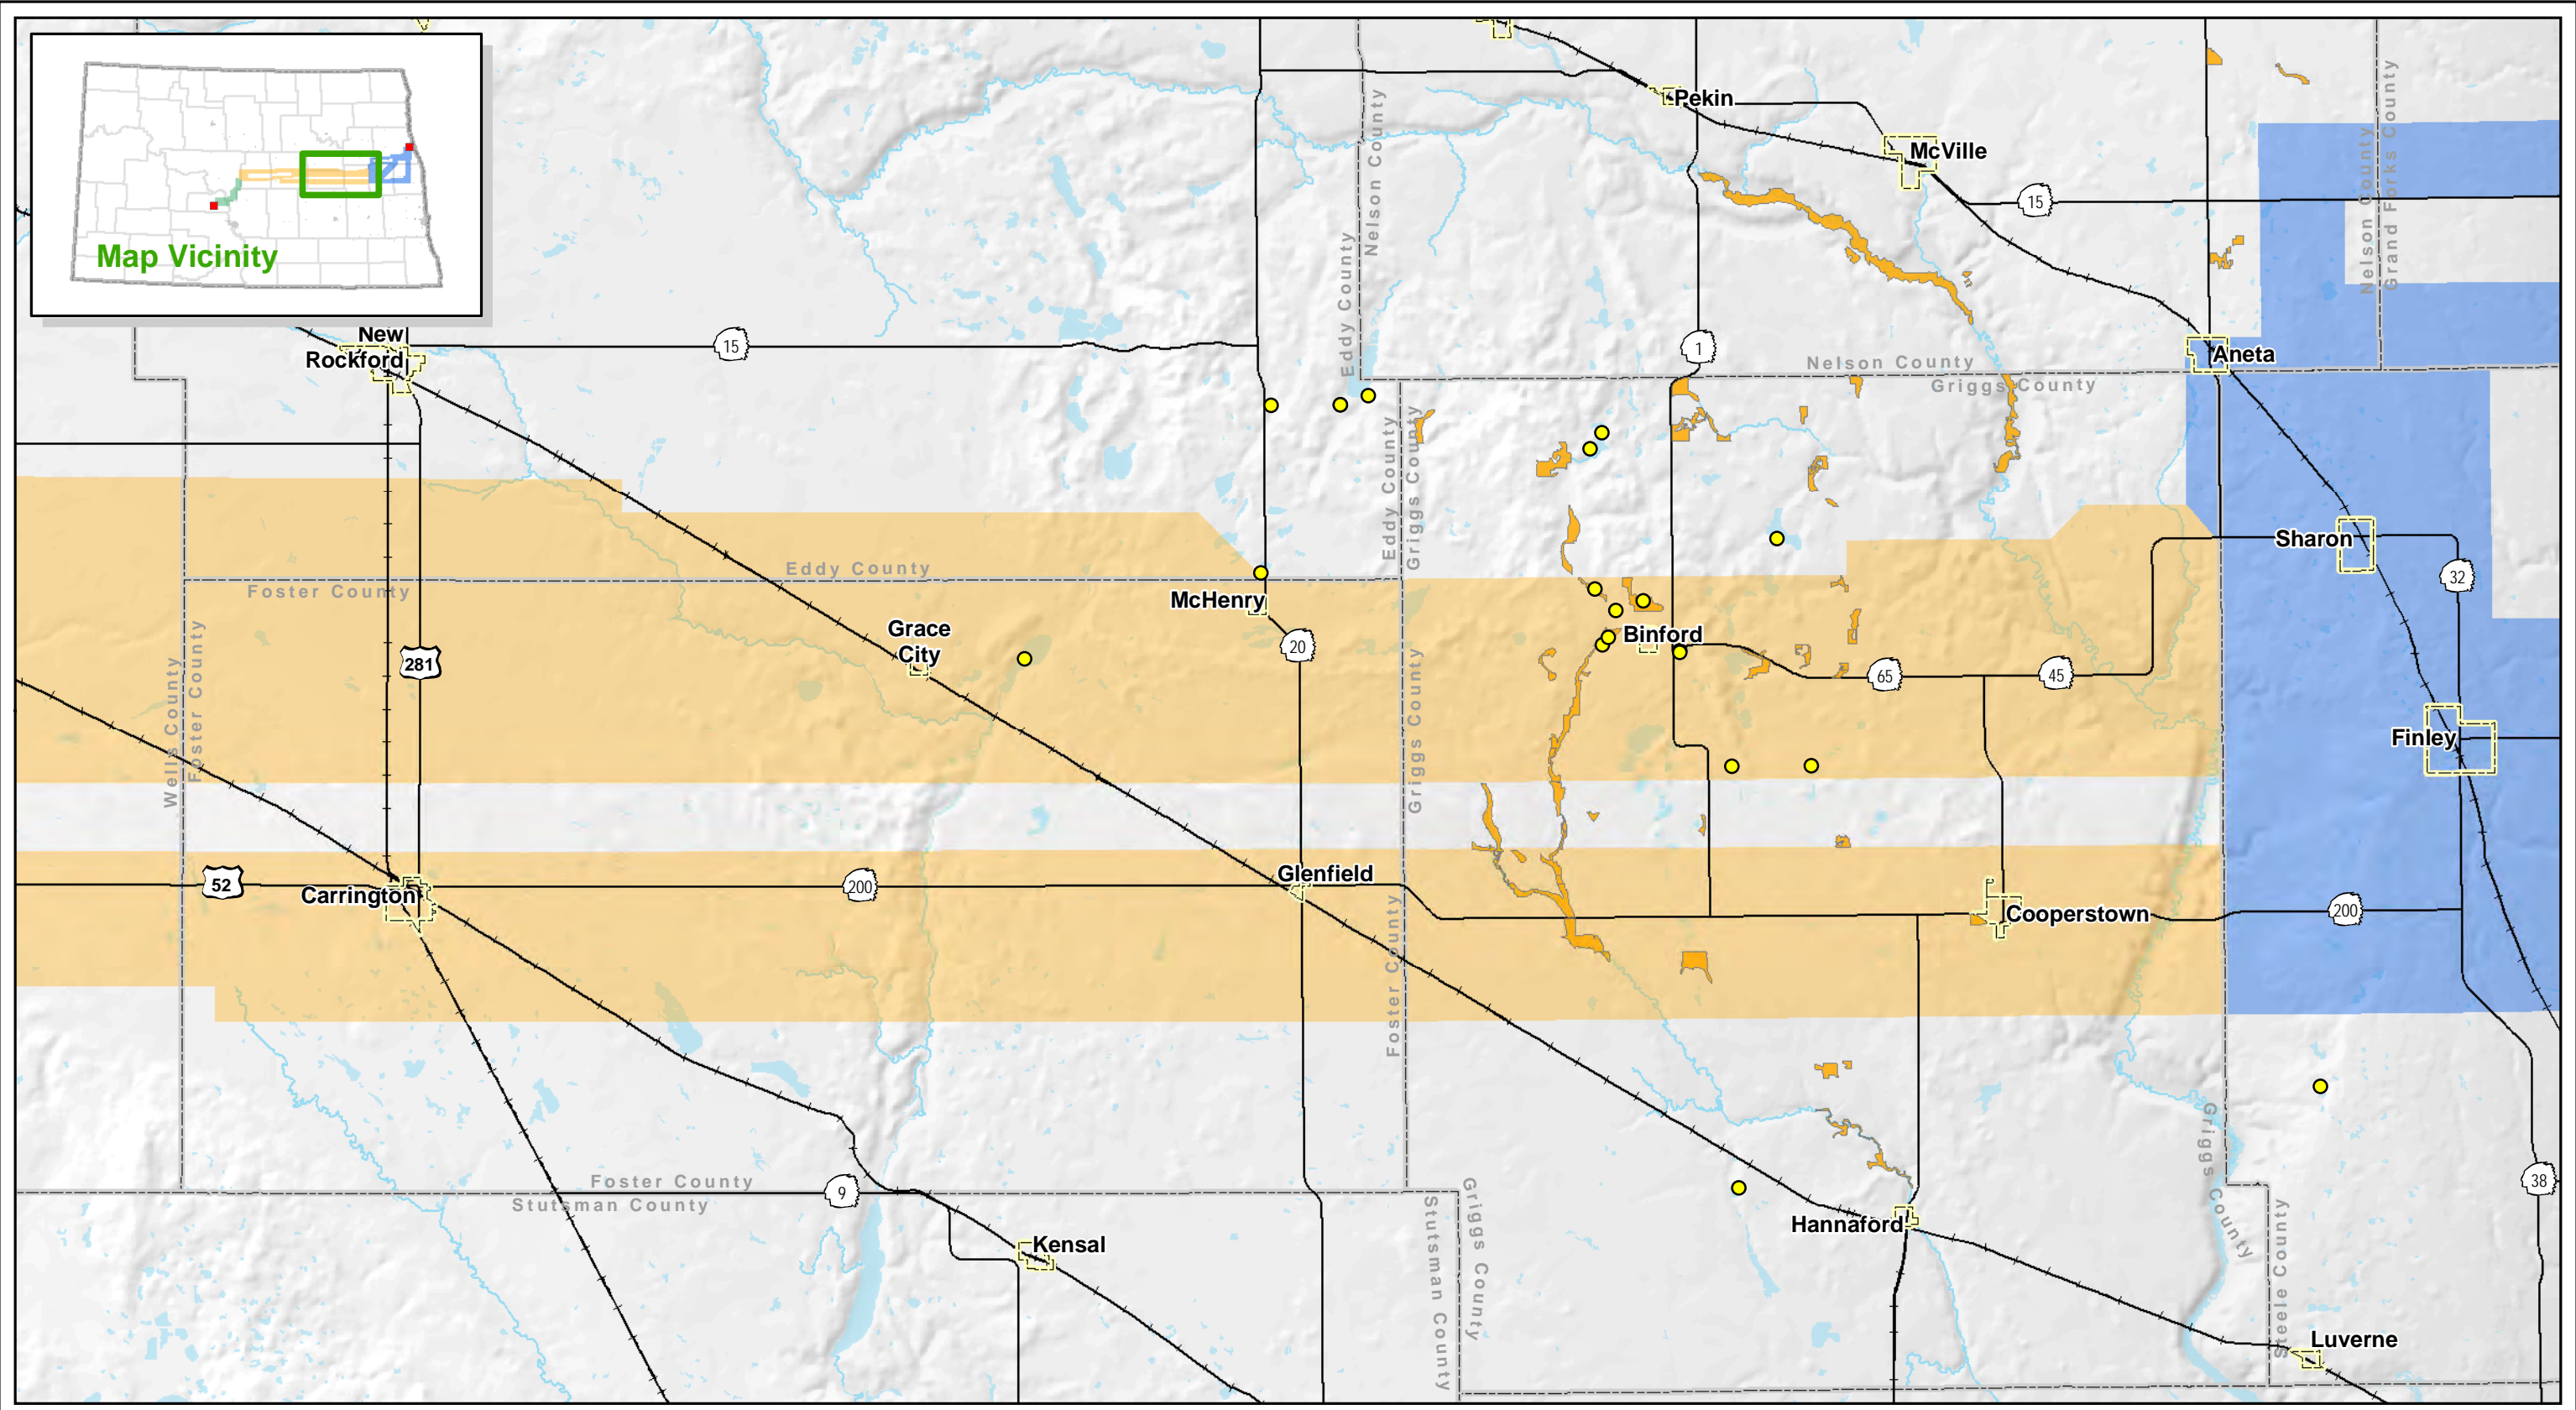 Map Vicinity
Pekin
McVille
15
Nelson County
Eddy County
Nelson County
Grand Forks County
New
Rockford
15
1
Aneta
Nelson County
Griggs County
Eddy County
Griggs County
Sharon
32
Eddy County
Foster County
McHenry
Grace
City
20
Binford
281
65
45
Wells County
Foster County
Griggs County
Finley
52
Carrington
200
Glenfield
Cooperstown
200
Foster County
Foster County
Stutsman County
9
Kensal
Stutsman County
Griggs County
Hannaford
Griggs County
Steele County
38
Luverne